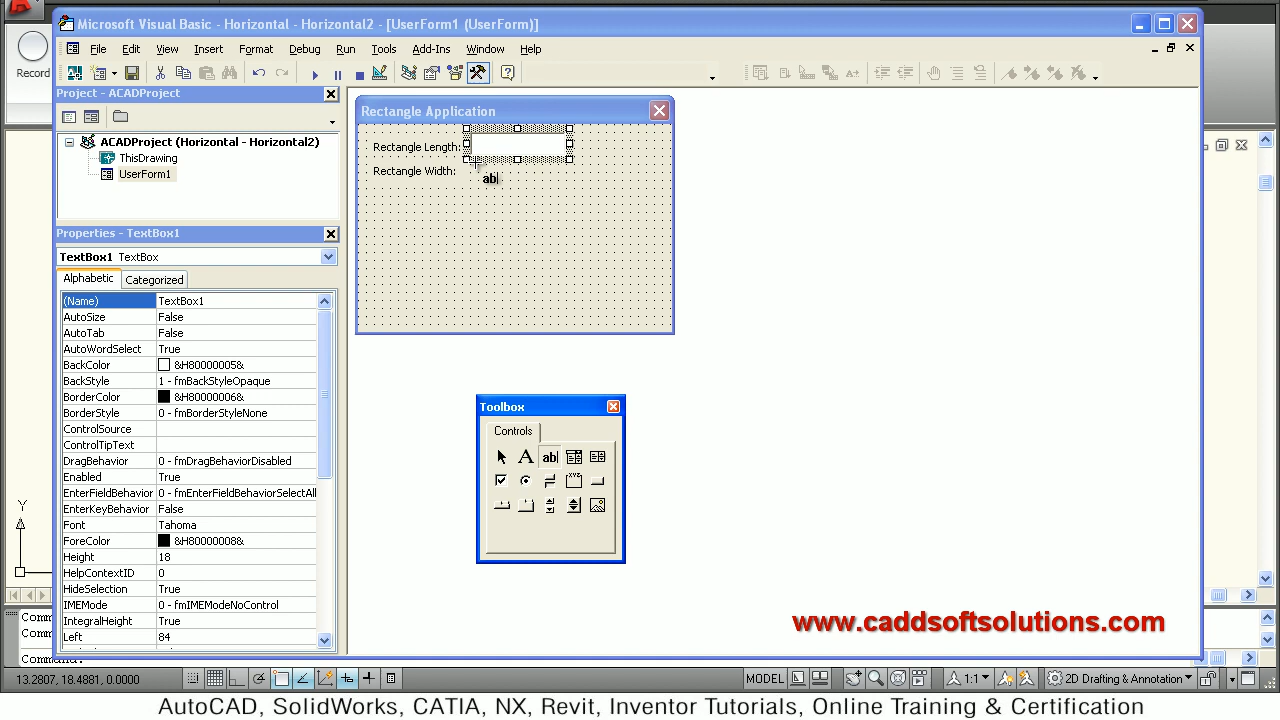 Microsoft Visual Basic - Horizontal - Horizontal2 - [UserForm1 (UserForm)]
File Edit View Insert Format Debug Run Tools Add-Ins Window Help
Record
Project - ACADProject
ACADProject (Horizontal - Horizontal2)
ThisDrawing
UserForm1
Properties - TextBox1
TextBox1 TextBox
Alphabetic Categorized
(Name) TextBox1
AutoSize False
AutoTab False
AutoWordSelect True
BackColor &H80000005&
BackStyle 1 - fmBackStyleOpaque
BorderColor &H80000006&
BorderStyle 0 - fmBorderStyleNone
ControlSource
ControlTipText
DragBehavior 0 - fmDragBehaviorDisabled
Enabled True
EnterFieldBehavior 0 - fmEnterFieldBehaviorSelectAll
EnterKeyBehavior False
Font Tahoma
ForeColor &H80000008&
Height 18
HelpContextID 0
HideSelection True
IMEMode 0 - fmIMEModeNoControl
IntegralHeight True
Left 84
Rectangle Application
Rectangle Length:
Rectangle Width:
ab
Toolbox
Controls
A ab
Y
Comm
Comm
Command:
www.caddsoftsolutions.com
13.2807, 18.4881, 0.0000 MODEL 1:1 2D Drafting & Annotation
AutoCAD, SolidWorks, CATIA, NX, Revit, Inventor Tutorials, Online Training & Certification